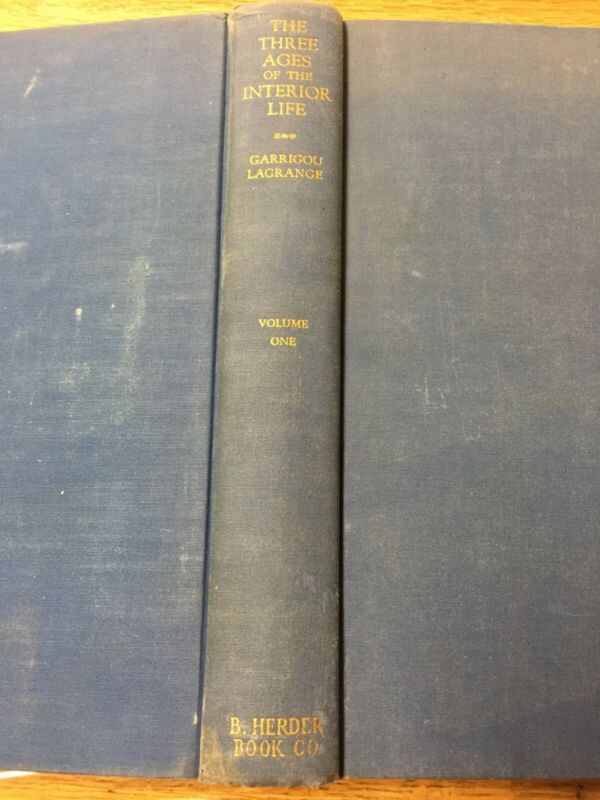 THE
THREE
AGES
OF THE
INTERIOR
LIFE
GARRIGOU
LAGRANGE
VOLUME
ONE
B. HERDER
BOOK CO